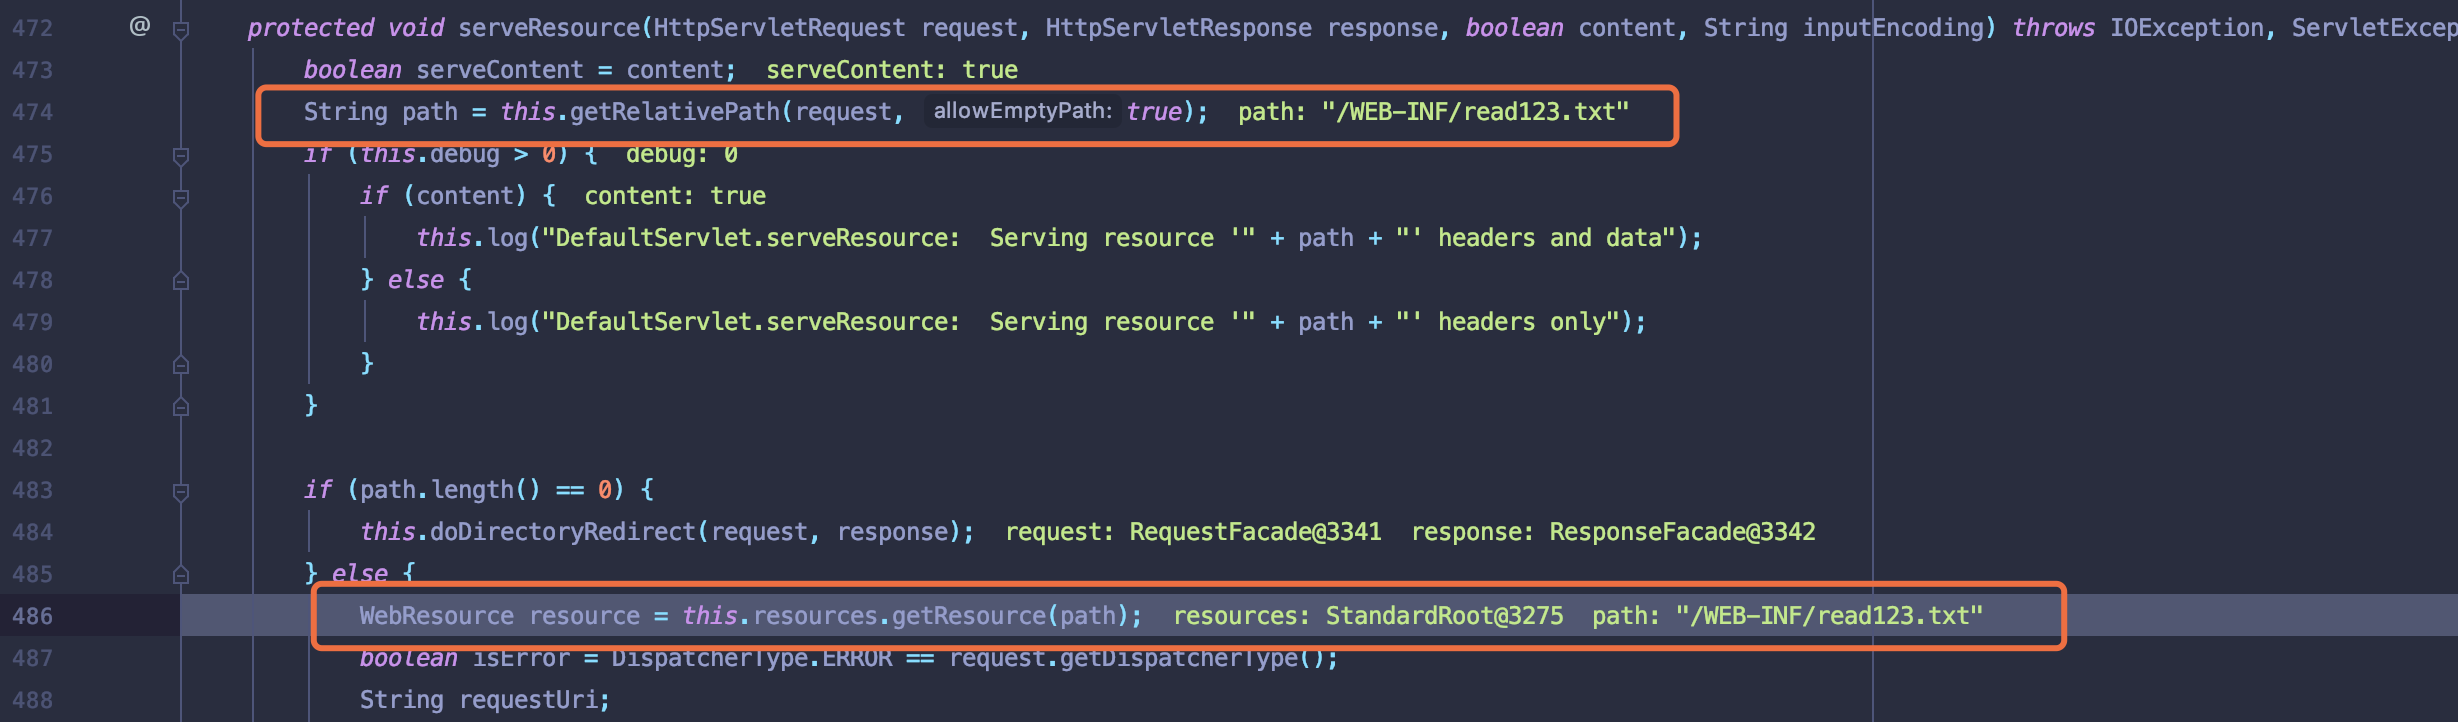 472 @ protected void serveResource(HttpServletRequest request, HttpServletResponse response, boolean content, String inputEncoding) throws IOException, ServletExcep
473 boolean serveContent = content; serveContent: true
474 String path = this.getRelativePath(request, allowEmptyPath: true); path: "/WEB-INF/read123.txt"
475 if (this.debug > 0) { debug: 0
476 if (content) { content: true
477 this.log("DefaultServlet.serveResource:  Serving resource '" + path + "' headers and data");
478 } else {
479 this.log("DefaultServlet.serveResource:  Serving resource '" + path + "' headers only");
480 }
481 }
482
483 if (path.length() == 0) {
484 this.doDirectoryRedirect(request, response); request: RequestFacade@3341 response: ResponseFacade@3342
485 } else {
486 WebResource resource = this.resources.getResource(path); resources: StandardRoot@3275 path: "/WEB-INF/read123.txt"
487 boolean isError = DispatcherType.ERROR == request.getDispatcherType();
488 String requestUri;